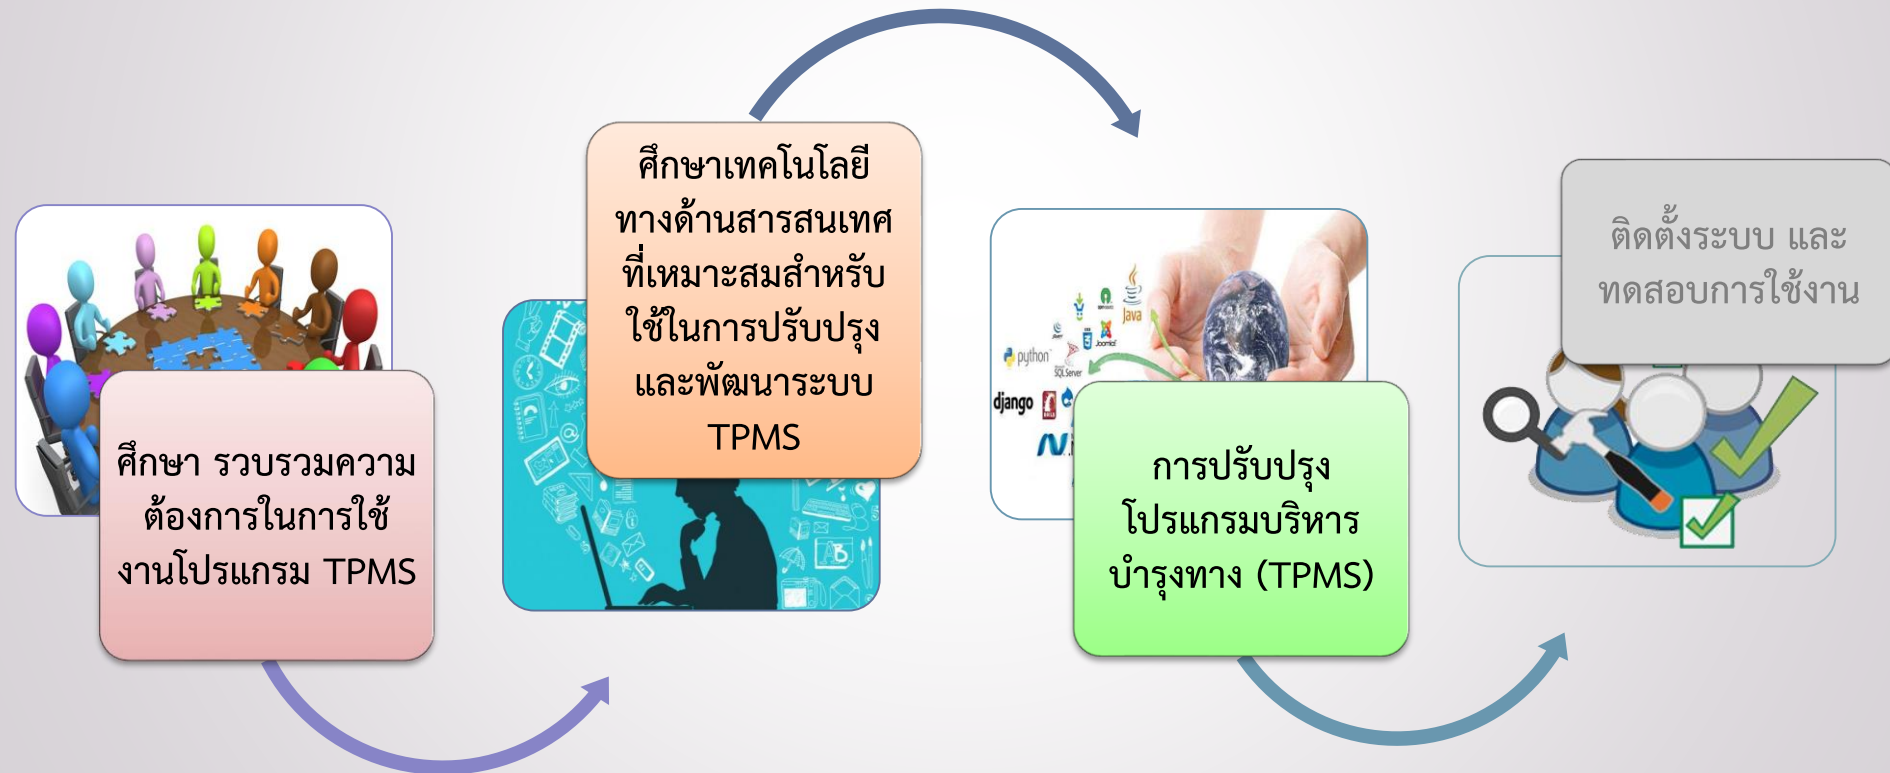 ศึกษา รวบรวมความ
ต้องการในการใช้
งานโปรแกรม TPMS
ศึกษาเทคโนโลยี
ทางด้านสารสนเทศ
ที่เหมาะสมสำหรับ
ใช้ในการปรับปรุง
และพัฒนาระบบ
TPMS
Java
Joomla!
python
SQL Server
django
การปรับปรุง
โปรแกรมบริหาร
บำรุงทาง (TPMS)
ติดตั้งระบบ และ
ทดสอบการใช้งาน